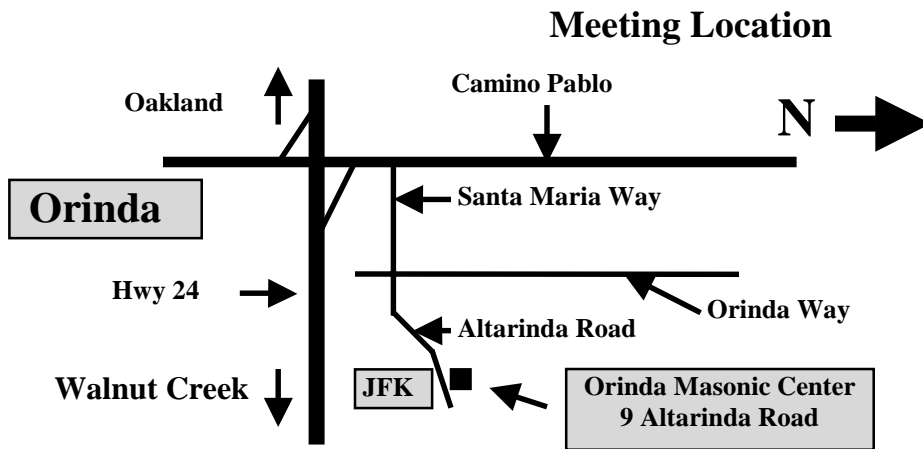 Meeting Location
Oakland
Camino Pablo
N
Orinda
Santa Maria Way
Hwy 24
Orinda Way
Altarinda Road
Walnut Creek
JFK
Orinda Masonic Center
9 Altarinda Road